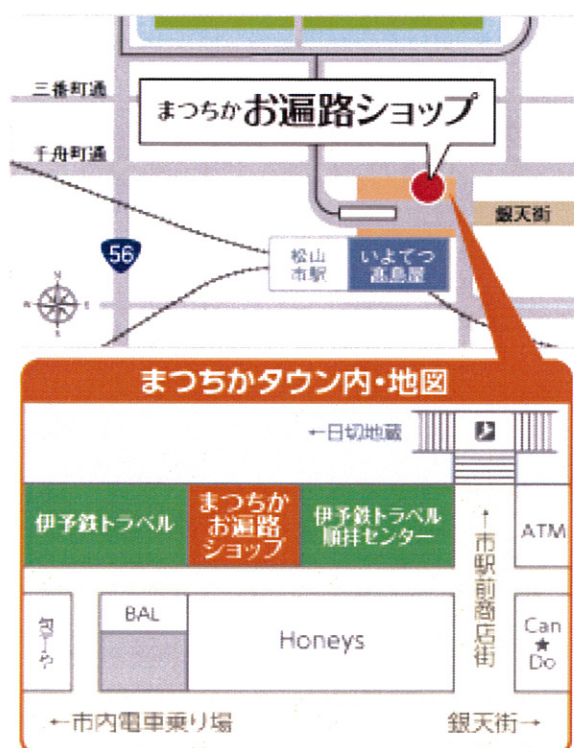 三番町通
まつちかお遍路ショップ
千舟町通
銀天街
56
松山
市駅
いよてつ
髙島屋
N
W
E
S
まつちかタウン内・地図
←日切地蔵
伊予鉄トラベル
まつちか
お遍路
ショップ
伊予鉄トラベル
順拝センター
↑市駅前商店街
ATM
BAL
Honeys
Can
★
Do
←市内電車乗り場
銀天街→